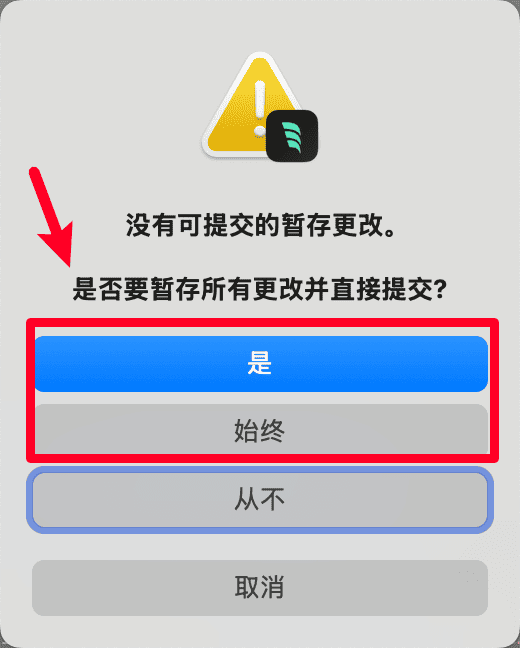 没有可提交的暂存更改。
是否要暂存所有更改并直接提交?
是
始终
从不
取消